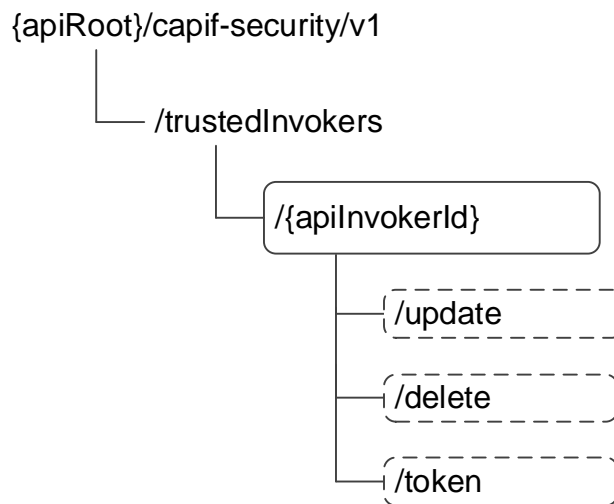 {apiRoot}/capif-security/v1
/trustedInvokers
/{apiInvokerId}
/update
/delete
/token